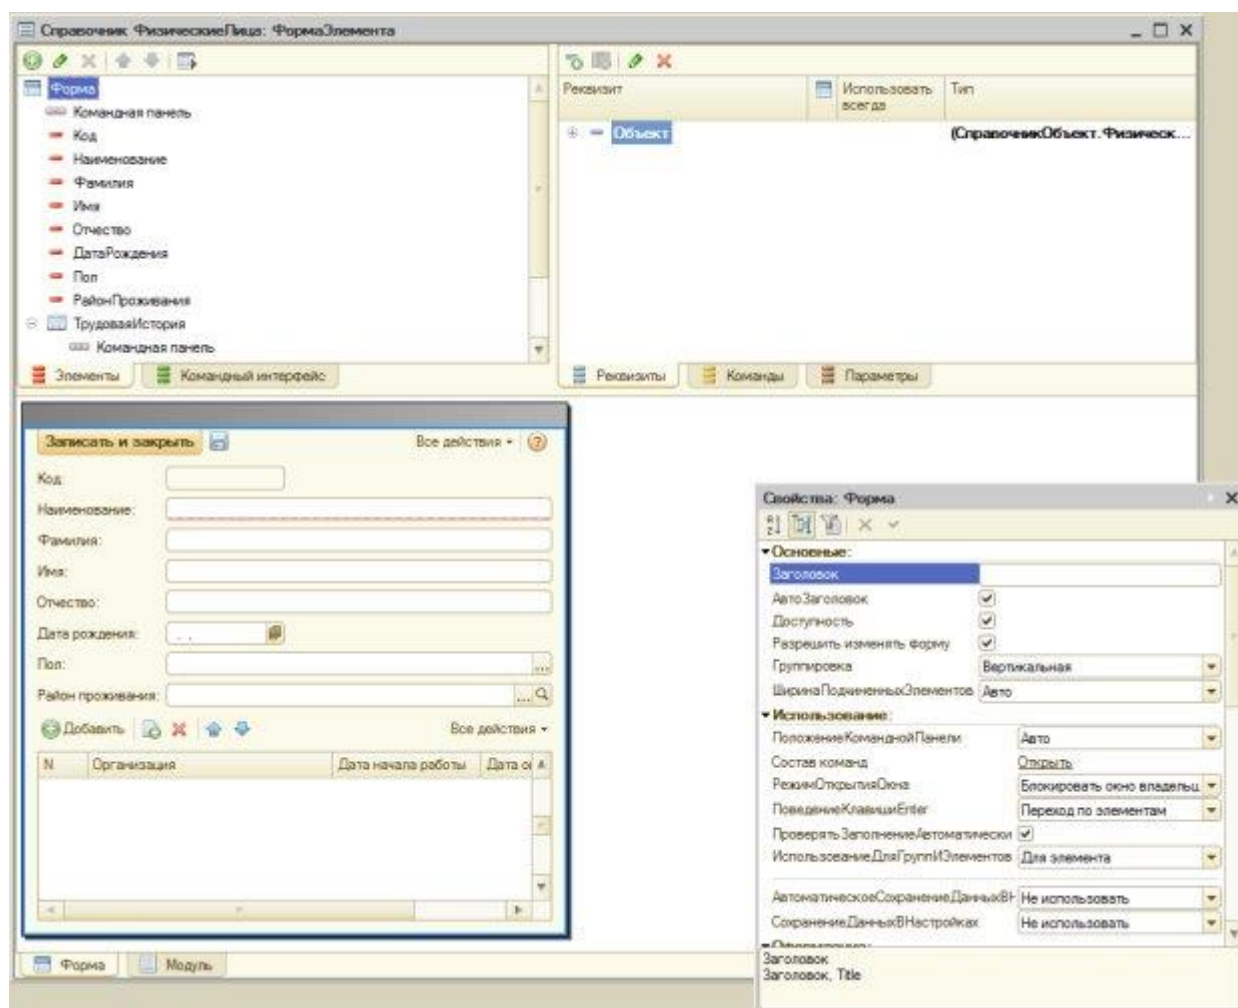 Справочник ФизическиеЛица: ФормаЭлемента
Форма
Командная панель
Код
Наименование
Фамилия
Имя
Отчество
ДатаРождения
Пол
РайонПроживания
ТрудоваяИстория
Командная панель
Элементы Командный интерфейс
Реквизит Использовать всегда Тип
Объект (СправочникОбъект.Физическ...
Реквизиты Команды Параметры
Записать и закрыть Все действия
Код:
Наименование:
Фамилия:
Имя:
Отчество:
Дата рождения: . .
Пол: ...
Район проживания: ...
Добавить Все действия
N Организация Дата начала работы Дата о
Форма Модуль
Свойства: Форма
Основные:
Заголовок
АвтоЗаголовок
Доступность
Разрешить изменять форму
Группировка Вертикальная
ШиринаПодчиненныхЭлементов Авто
Использование:
ПоложениеКоманднойПанели Авто
Состав команд Открыть
РежимОткрытияОкна Блокировать окно владельц
ПоведениеКлавишиEnter Переход по элементам
ПроверятьЗаполнениеАвтоматически
ИспользованиеДляГруппИЭлементов Для элемента
АвтоматическоеСохранениеДанныхВН Не использовать
СохранениеДанныхВНастройках Не использовать
Оформление:
Заголовок
Заголовок, Title